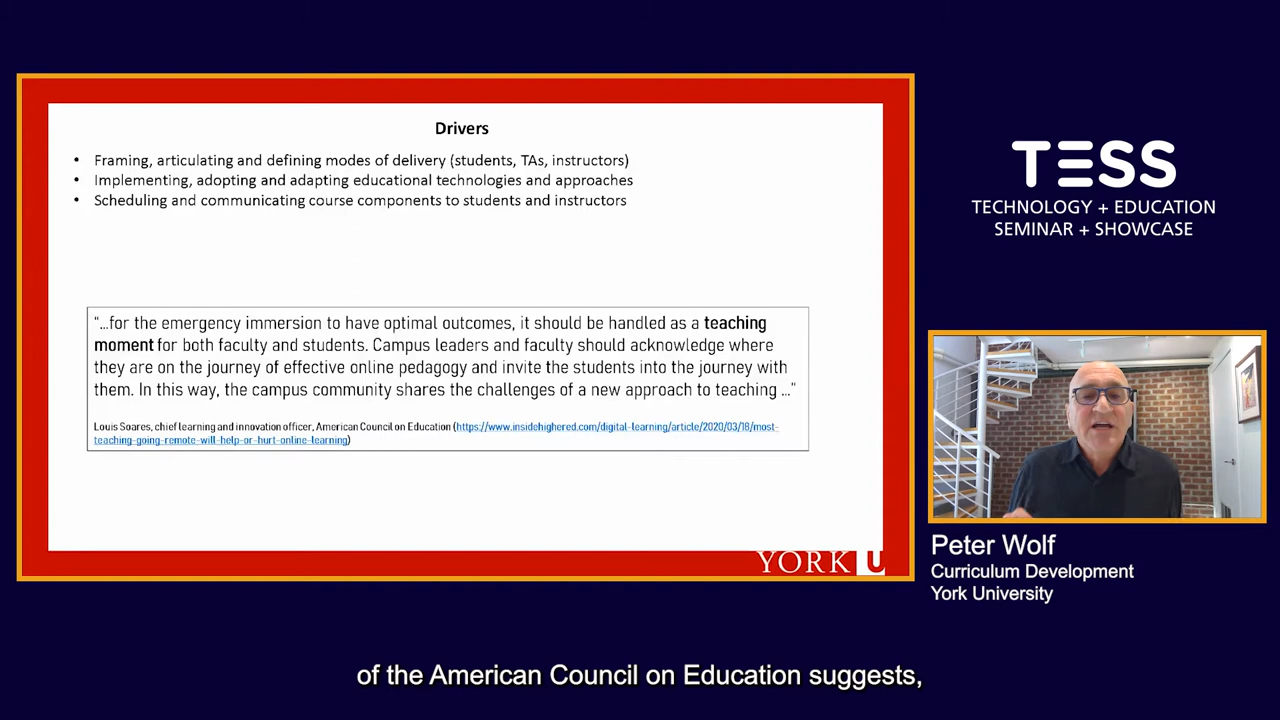 Drivers
• Framing, articulating and defining modes of delivery (students, TAs, instructors)
• Implementing, adopting and adapting educational technologies and approaches
• Scheduling and communicating course components to students and instructors
"...for the emergency immersion to have optimal outcomes, it should be handled as a teaching
moment for both faculty and students. Campus leaders and faculty should acknowledge where
they are on the journey of effective online pedagogy and invite the students into the journey with
them. In this way, the campus community shares the challenges of a new approach to teaching ..."
Louis Soares, chief learning and innovation officer, American Council on Education (https://www.insidehighered.com/digital-learning/article/2020/03/18/most-
teaching-going-remote-will-help-or-hurt-online-learning)
YORK U
TESS
TECHNOLOGY + EDUCATION
SEMINAR + SHOWCASE
Peter Wolf
Curriculum Development
York University
of the American Council on Education suggests,